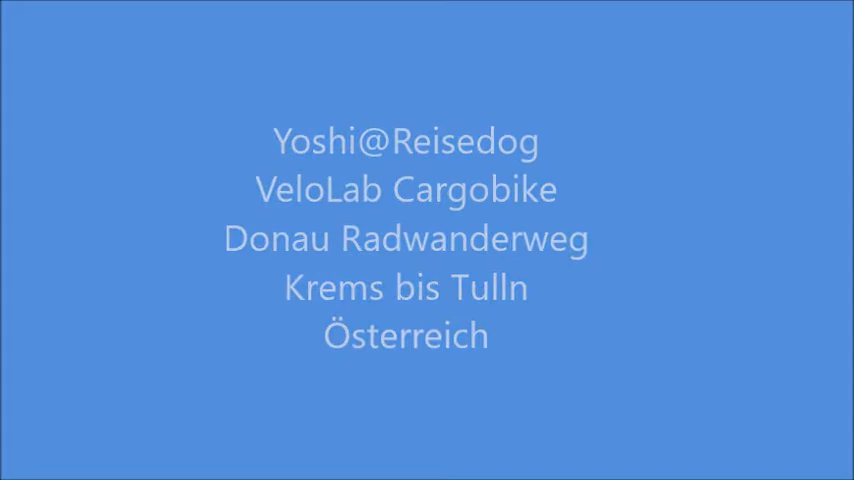 Yoshi@Reisedog
VeloLab Cargobike
Donau Radwanderweg
Krems bis Tulln
Österreich